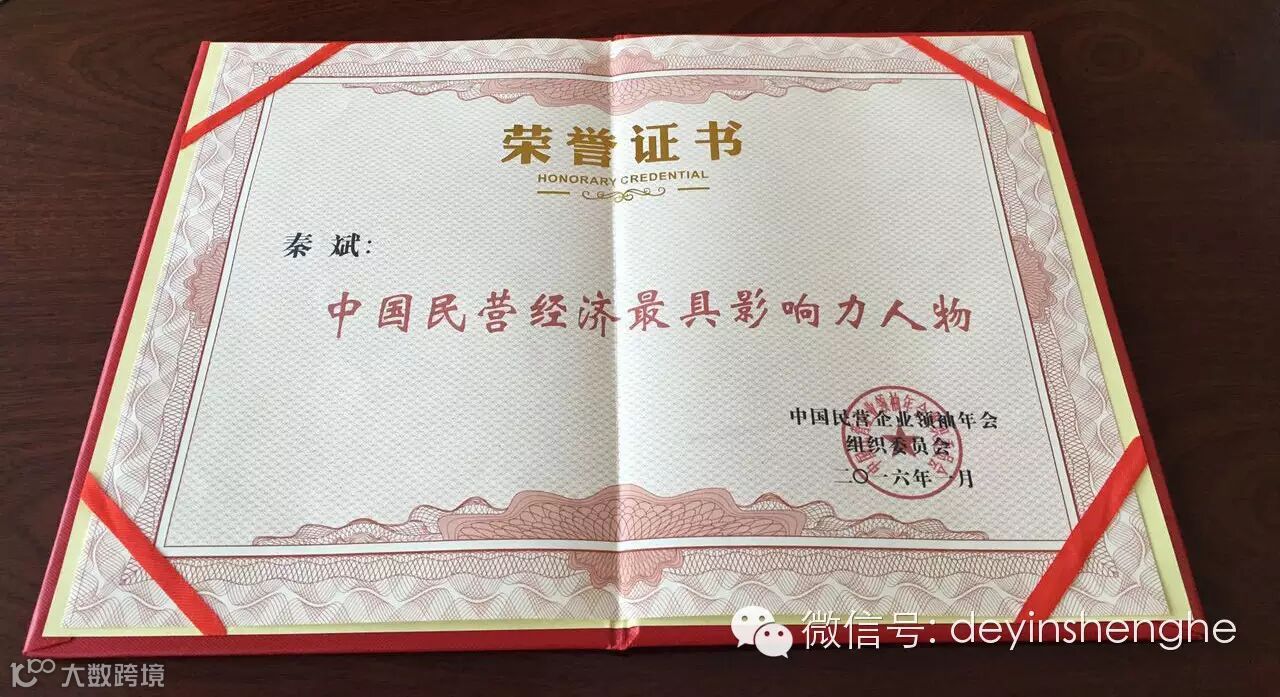 荣誉证书
HONORARY CREDENTIAL
秦 斌:
中国民营经济最具影响力人物
中国民营企业领袖年会
组织委员会
二〇一六年一月
微信号: deyinshenghe
大数跨境